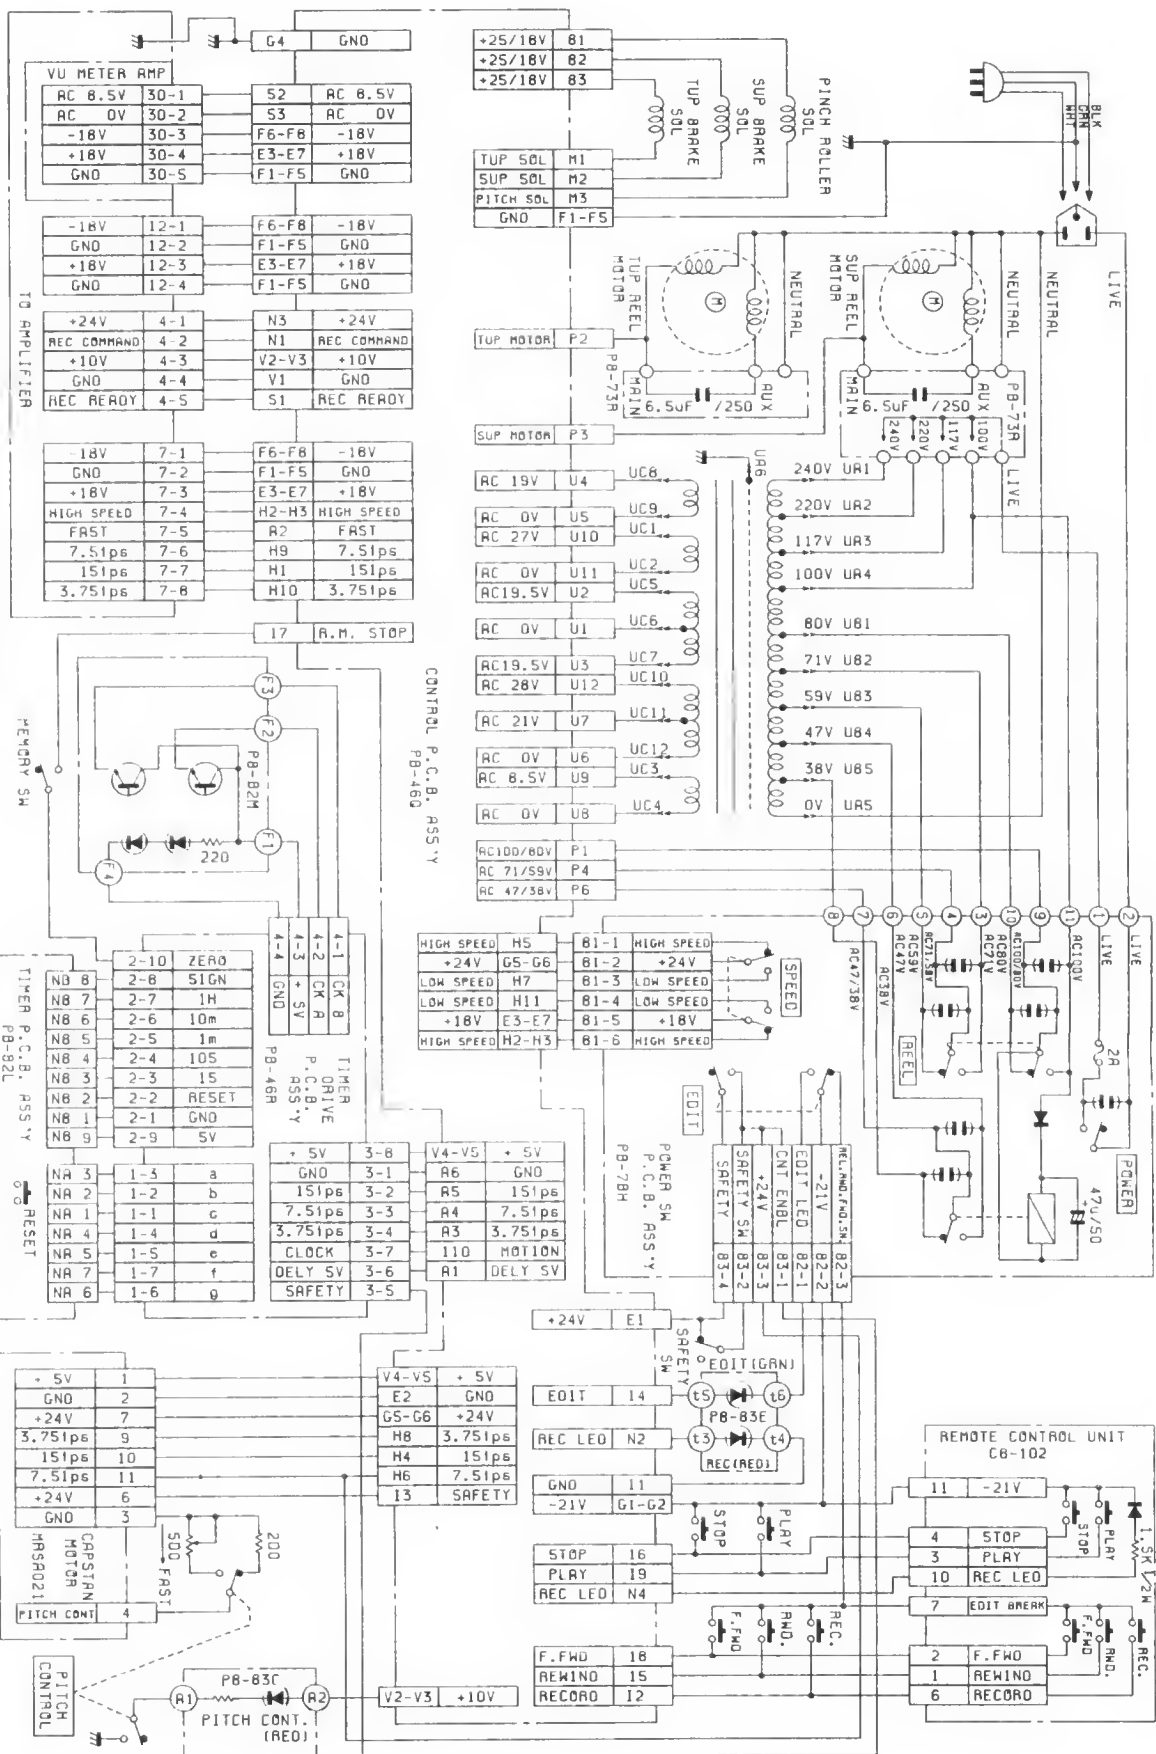 G4 GND
VU METER AMP
AC 8.5V 30-1 S2 AC 8.5V
AC 0V 30-2 S3 AC 0V
-18V 30-3 F6-F8 -18V
+18V 30-4 E3-E7 +18V
GND 30-5 F1-F5 GND
-18V 12-1 F6-F8 -18V
GND 12-2 F1-F5 GND
+18V 12-3 E3-E7 +18V
GND 12-4 F1-F5 GND
+24V 4-1 N3 +24V
REC COMMAND 4-2 N1 REC COMMAND
+10V 4-3 V2-V3 +10V
GND 4-4 V1 GND
REC READY 4-5 S1 REC READY
TO AMPLIFIER
-18V 7-1 F6-F8 -18V
GND 7-2 F1-F5 GND
+18V 7-3 E3-E7 +18V
HIGH SPEED 7-4 H2-H3 HIGH SPEED
FAST 7-5 A2 FAST
7.5ips 7-6 H9 7.5ips
15ips 7-7 H1 15ips
3.75ips 7-8 H10 3.75ips
17 R.M. STOP
+25/18V B1
+25/18V B2
+25/18V B3
TUP BRAKE SOL
SUP BRAKE SOL
PINCH ROLLER SOL
TUP SOL M1
SUP SOL M2
PITCH SOL M3
GND F1-F5
BLK
GRN
WHT
LIVE
NEUTRAL
NEUTRAL
NEUTRAL
TUP REEL MOTOR
M
SUP REEL MOTOR
M
TUP MOTOR P2
PB-73A
MAIN
AUX
6.5uF /250
MAIN
AUX
PB-73A
6.5uF /250
240V
220V
117V
100V
LIVE
SUP MOTOR P3
UA6
AC 19V U4 UC8
AC 0V U5 UC9
AC 27V U10 UC1
AC 0V U11 UC2
AC19.5V U2 UC5
AC 0V U1 UC6
AC19.5V U3 UC7
AC 28V U12 UC10
AC 21V U7 UC11
AC 0V U6 UC12
AC 8.5V U9 UC3
AC 0V U8 UC4
240V UA1
220V UA2
117V UA3
100V UA4
80V UB1
71V UB2
59V UB3
47V UB4
38V UB5
0V UA5
AC100/80V P1
AC 71/59V P4
AC 47/38V P6
CONTROL P.C.B. ASS'Y
PB-46Q
MEMORY SW
F3
F2
PB-82M
F1
F4
220
8 7 6 5 4 3 10 9 11 1 2
AC47/38V
AC38V
AC47V
AC59V
AC71/59V
AC71V
AC80V
AC100/80V
AC100V
LIVE
LIVE
2A
REEL
POWER
47u/50
HIGH SPEED H5 B1-1 HIGH SPEED
+24V G5-G6 B1-2 +24V
LOW SPEED H7 B1-3 LOW SPEED
LOW SPEED H11 B1-4 LOW SPEED
+18V E3-E7 B1-5 +18V
HIGH SPEED H2-H3 B1-6 HIGH SPEED
SPEED
EDIT
POWER SW P.C.B. ASS'Y
PB-78H
B3-4 SAFETY
B3-2 SAFETY SW
B3-3 +24V
B3-1 CNT ENBL
B2-1 EDIT LED
B2-2 -21V
B2-3 REL.RWD.FWD.SW
4-4 GND
4-3 + 5V
4-2 CK A
4-1 CK B
TIMER DRIVE P.C.B. ASS'Y
PB-46R
2-10 ZERO
NB 8 2-8 SIGN
NB 7 2-7 1H
NB 6 2-6 10m
NB 5 2-5 1m
NB 4 2-4 10S
NB 3 2-3 1S
NB 2 2-2 RESET
NB 1 2-1 GND
NB 9 2-9 5V
NA 3 1-3 a
NA 2 1-2 b
NA 1 1-1 c
NA 4 1-4 d
NA 5 1-5 e
NA 7 1-7 f
NA 6 1-6 g
TIMER P.C.B. ASS'Y
PB-82L
RESET
+ 5V 3-8 V4-V5 + 5V
GND 3-1 A6 GND
15ips 3-2 A5 15ips
7.5ips 3-3 A4 7.5ips
3.75ips 3-4 A3 3.75ips
CLOCK 3-7 110 MOTION
DELY 5V 3-6 A1 DELY 5V
SAFETY 3-5
+24V E1
SAFETY SW
EDIT(GRN)
EDIT 14 t5 t6
PB-83E
REC LED N2 t3 t4
REC(RED)
GND 11
-21V G1-G2
STOP
PLAY
STOP 16
PLAY 19
REC LED N4
F.FWD
RWD.
REC.
F.FWD 18
REWIND 15
RECORD I2
REMOTE CONTROL UNIT
CB-102
11 -21V
STOP
PLAY
1.5K 1/2W
4 STOP
3 PLAY
10 REC LED
7 EDIT BREAK
F.FWD
RWD.
REC.
2 F.FWD
1 REWIND
6 RECORD
+ 5V 1 V4-V5 + 5V
GND 2 E2 GND
+24V 7 G5-G6 +24V
3.75ips 9 H8 3.75ips
15ips 10 H4 15ips
7.5ips 11 H6 7.5ips
+24V 6 I3 SAFETY
GND 3
CAPSTAN MOTOR
500
FAST
200
PITCH CONT 4
PITCH CONTROL
PB-83C
A1 A2
PITCH CONT.
(RED)
V2-V3 +10V